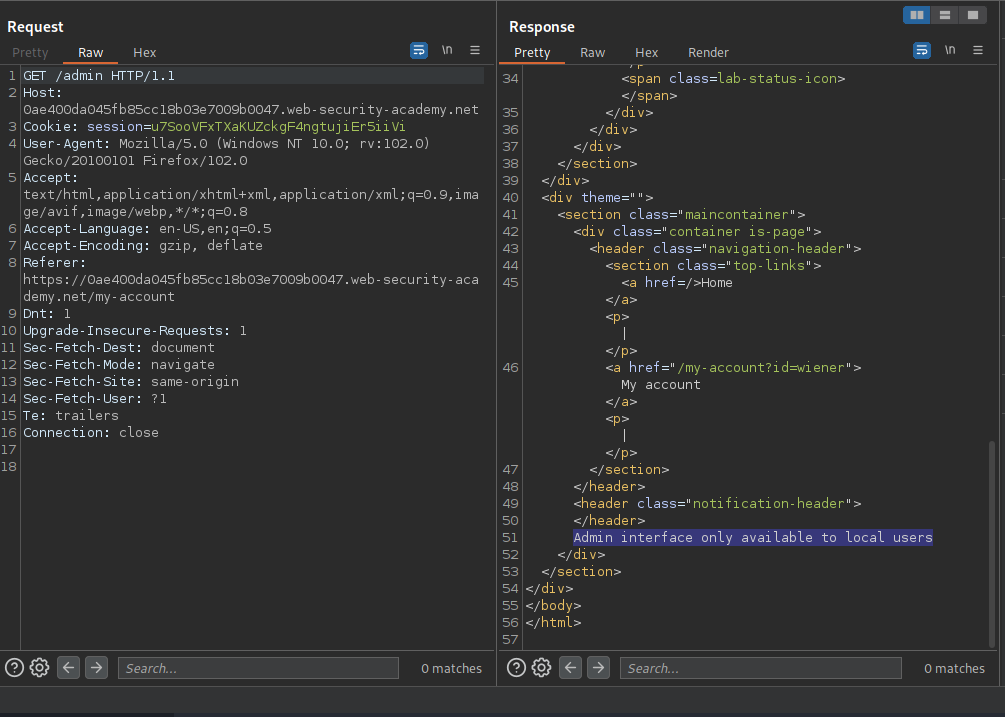 Request
Pretty Raw Hex \n
1 GET /admin HTTP/1.1
2 Host:
0ae400da045fb85cc18b03e7009b0047.web-security-academy.net
3 Cookie: session=u7SooVFxTXaKUZckgF4ngtujiEr5iiVi
4 User-Agent: Mozilla/5.0 (Windows NT 10.0; rv:102.0)
Gecko/20100101 Firefox/102.0
5 Accept:
text/html,application/xhtml+xml,application/xml;q=0.9,ima
ge/avif,image/webp,*/*;q=0.8
6 Accept-Language: en-US,en;q=0.5
7 Accept-Encoding: gzip, deflate
8 Referer:
https://0ae400da045fb85cc18b03e7009b0047.web-security-aca
demy.net/my-account
9 Dnt: 1
10 Upgrade-Insecure-Requests: 1
11 Sec-Fetch-Dest: document
12 Sec-Fetch-Mode: navigate
13 Sec-Fetch-Site: same-origin
14 Sec-Fetch-User: ?1
15 Te: trailers
16 Connection: close
17
18
Search...
0 matches
Response
Pretty Raw Hex Render \n
34 <span class=lab-status-icon>
</span>
35 </div>
36 </div>
37 </div>
38 </section>
39 </div>
40 <div theme="">
41 <section class="maincontainer">
42 <div class="container is-page">
43 <header class="navigation-header">
44 <section class="top-links">
45 <a href=/>Home
</a>
<p>
|
</p>
46 <a href="/my-account?id=wiener">
My account
</a>
<p>
|
</p>
47 </section>
48 </header>
49 <header class="notification-header">
50 </header>
51 Admin interface only available to local users
52 </div>
53 </section>
54 </div>
55 </body>
56 </html>
57
Search...
0 matches